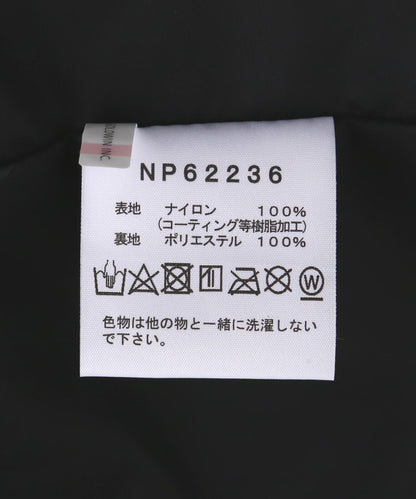 GOLDWIN INC.
NP62236
表地 ナイロン 100%
(コーティング等樹脂加工)
裏地 ポリエステル 100%
W
色物は他の物と一緒に洗濯しない
で下さい。